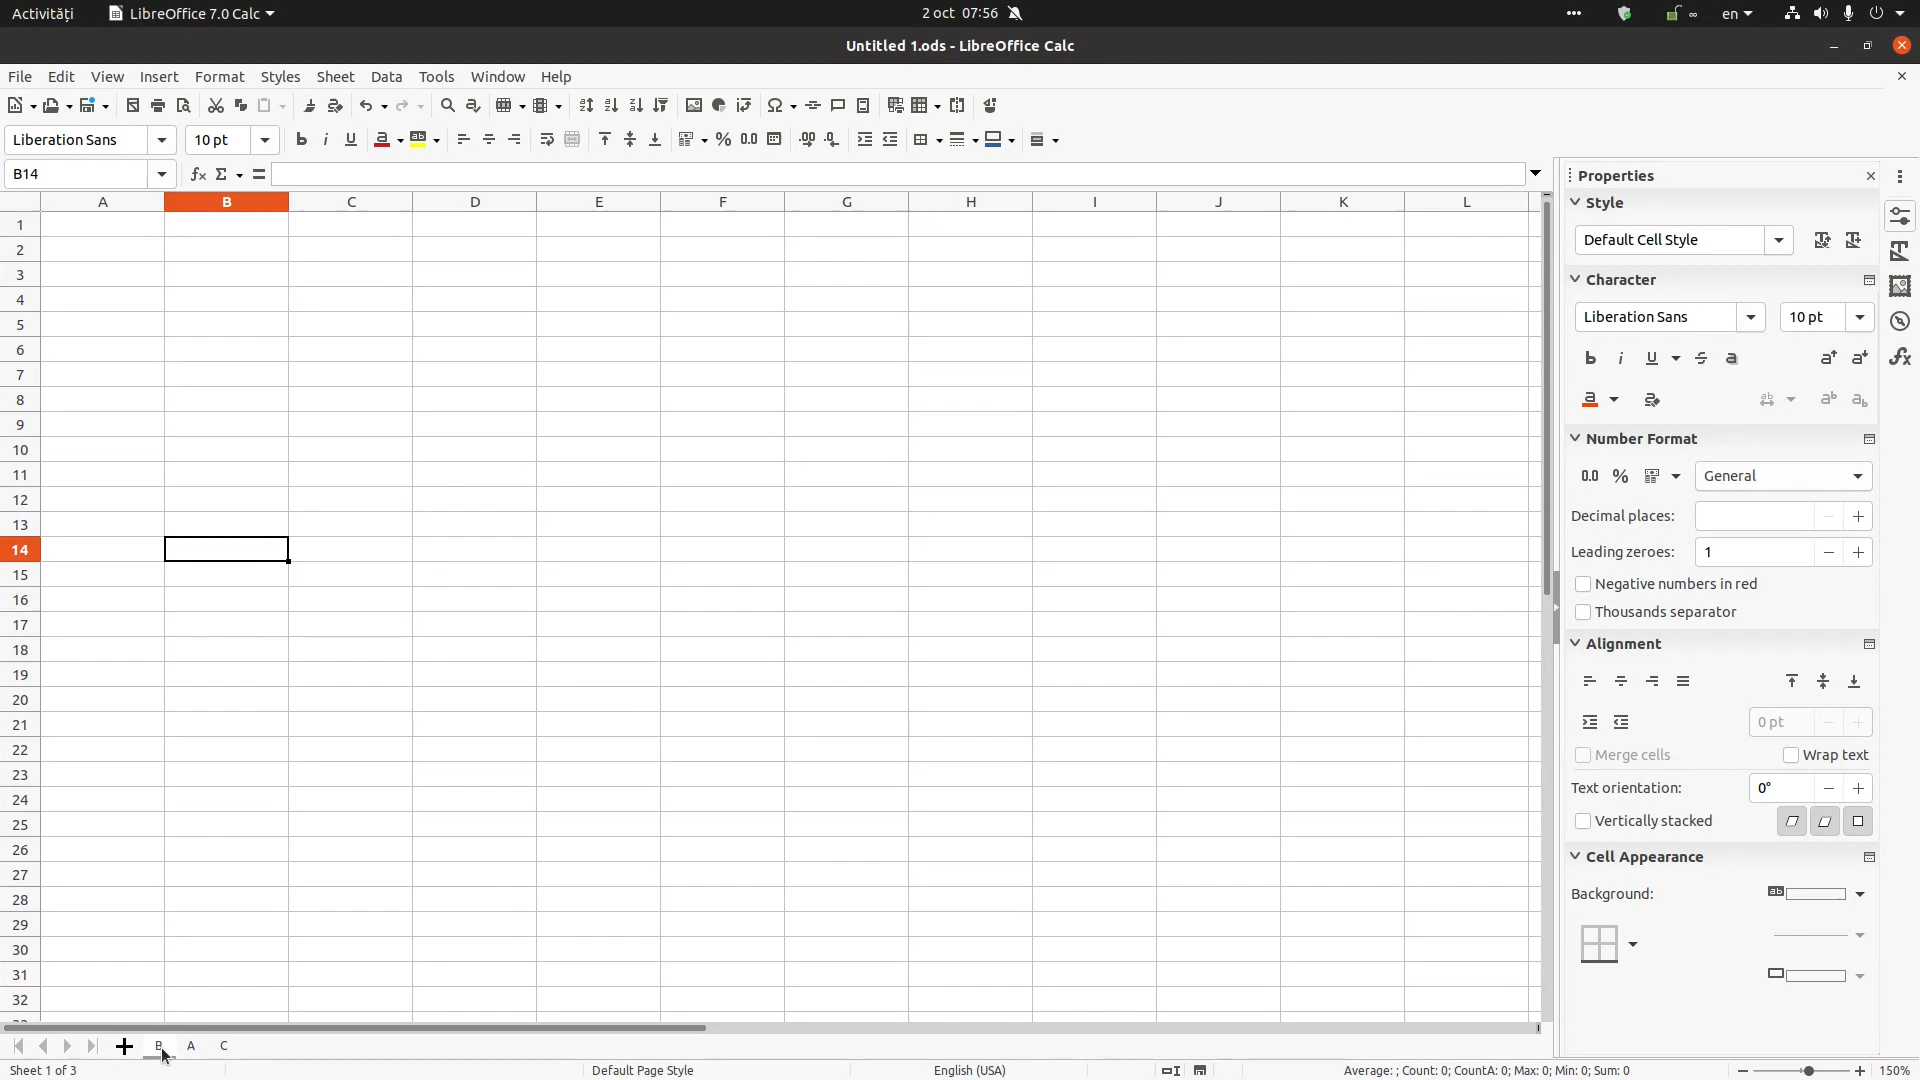 Activități LibreOffice 7.0 Calc 2 oct 07:56 ∞ en
Untitled 1.ods - LibreOffice Calc
File Edit View Insert Format Styles Sheet Data Tools Window Help
Liberation Sans 10 pt
B14
A B C D E F G H I J K L
1
2
3
4
5
6
7
8
9
10
11
12
13
14
15
16
17
18
19
20
21
22
23
24
25
26
27
28
29
30
31
32
Properties
Style
Default Cell Style
Character
Liberation Sans 10 pt
Number Format
General
Decimal places:
Leading zeroes: 1
Negative numbers in red
Thousands separator
Alignment
0 pt
Merge cells Wrap text
Text orientation: 0°
Vertically stacked
Cell Appearance
Background:
B A C
Sheet 1 of 3 Default Page Style English (USA) Average: ; Count: 0; CountA: 0; Max: 0; Min: 0; Sum: 0 150%